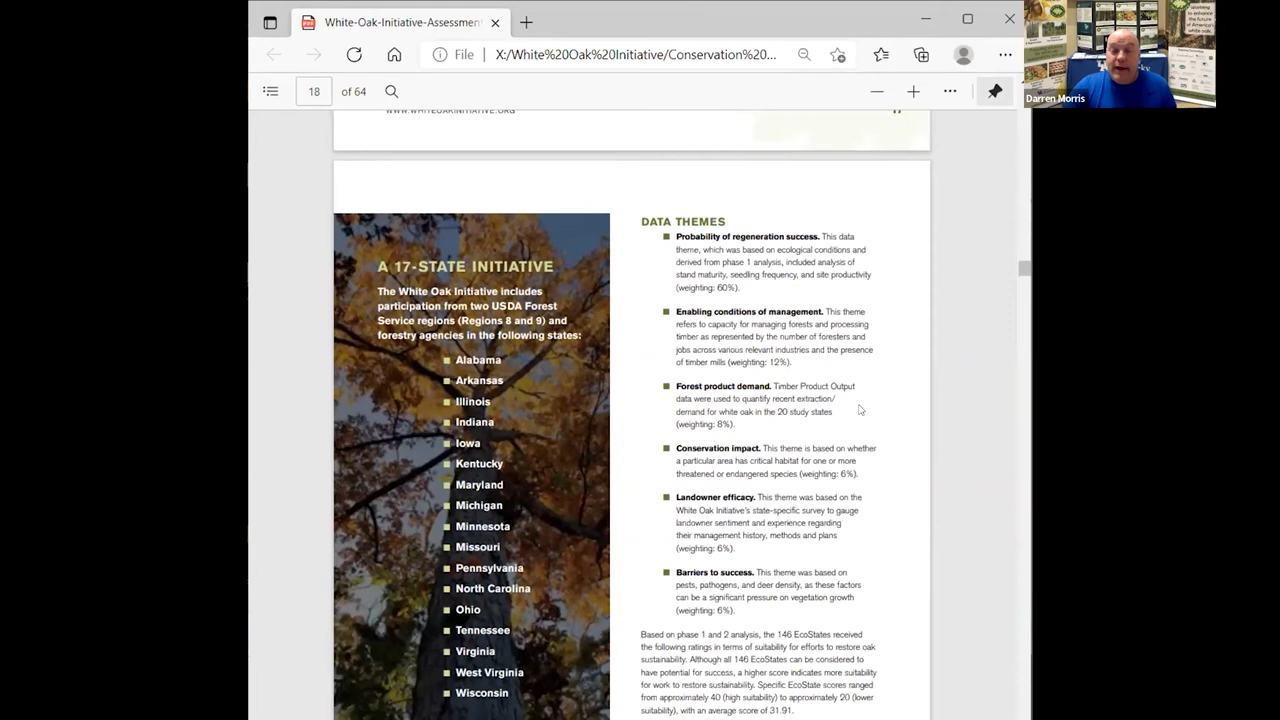 White-Oak-Initiative-Assessment
File
X:/White%20Oak%20Initiative/Conservation%20...
18
of 64
WWW.WHITEOAKINITIATIVE.ORG
A 17-STATE INITIATIVE
The White Oak Initiative includes
participation from two USDA Forest
Service regions (Regions 8 and 9) and
forestry agencies in the following states:
Alabama
Arkansas
Illinois
Indiana
Iowa
Kentucky
Maryland
Michigan
Minnesota
Missouri
Pennsylvania
North Carolina
Ohio
Tennessee
Virginia
West Virginia
Wisconsin
DATA THEMES
Probability of regeneration success. This data
theme, which was based on ecological conditions and
derived from phase 1 analysis, included analysis of
stand maturity, seedling frequency, and site productivity
(weighting: 60%).
Enabling conditions of management. This theme
refers to capacity for managing forests and processing
timber as represented by the number of foresters and
jobs across various relevant industries and the presence
of timber mills (weighting: 12%).
Forest product demand. Timber Product Output
data were used to quantify recent extraction/
demand for white oak in the 20 study states
(weighting: 8%).
Conservation impact. This theme is based on whether
a particular area has critical habitat for one or more
threatened or endangered species (weighting: 6%).
Landowner efficacy. This theme was based on the
White Oak Initiative's state-specific survey to gauge
landowner sentiment and experience regarding
their management history, methods and plans
(weighting: 6%).
Barriers to success. This theme was based on
pests, pathogens, and deer density, as these factors
can be a significant pressure on vegetation growth
(weighting: 6%).
Based on phase 1 and 2 analysis, the 146 EcoStates received
the following ratings in terms of suitability for efforts to restore oak
sustainability. Although all 146 EcoStates can be considered to
have potential for success, a higher score indicates more suitability
for work to restore sustainability. Specific EcoState scores ranged
from approximately 40 (high suitability) to approximately 20 (lower
suitability), with an average score of 31.91.
to enhance
the future
of America's
white oak.
Darren Morris